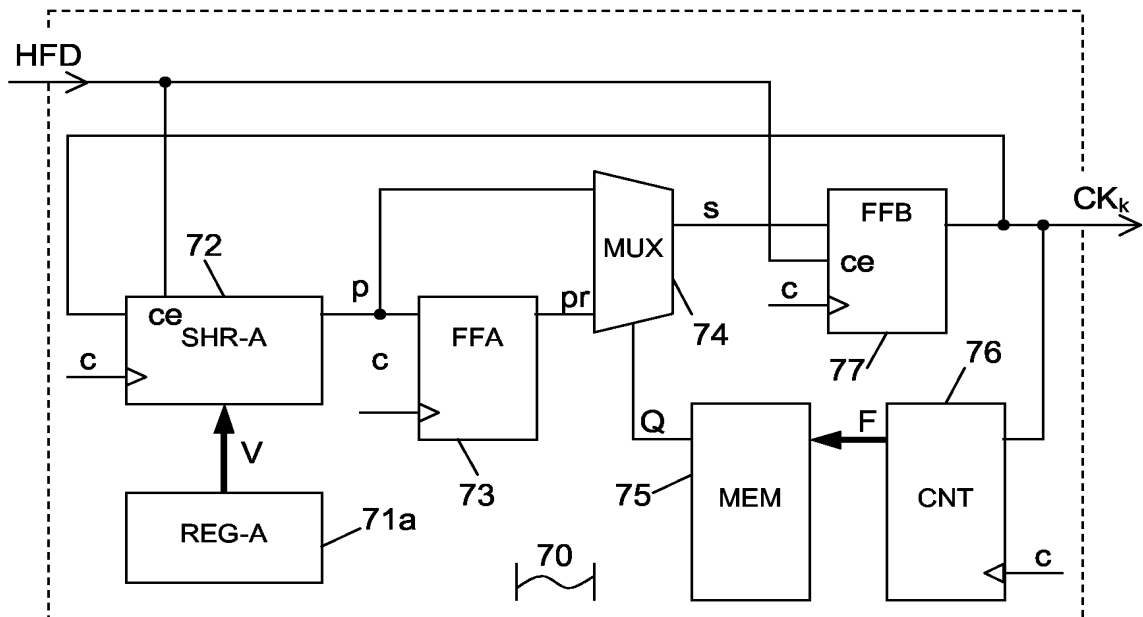 HFD
CKₖ
72
p
MUX
s
FFB
ce
c
74
77
ce
SHR-A
c
pr
c
FFA
73
V
REG-A
71a
Q
75
MEM
F
76
CNT
c
70